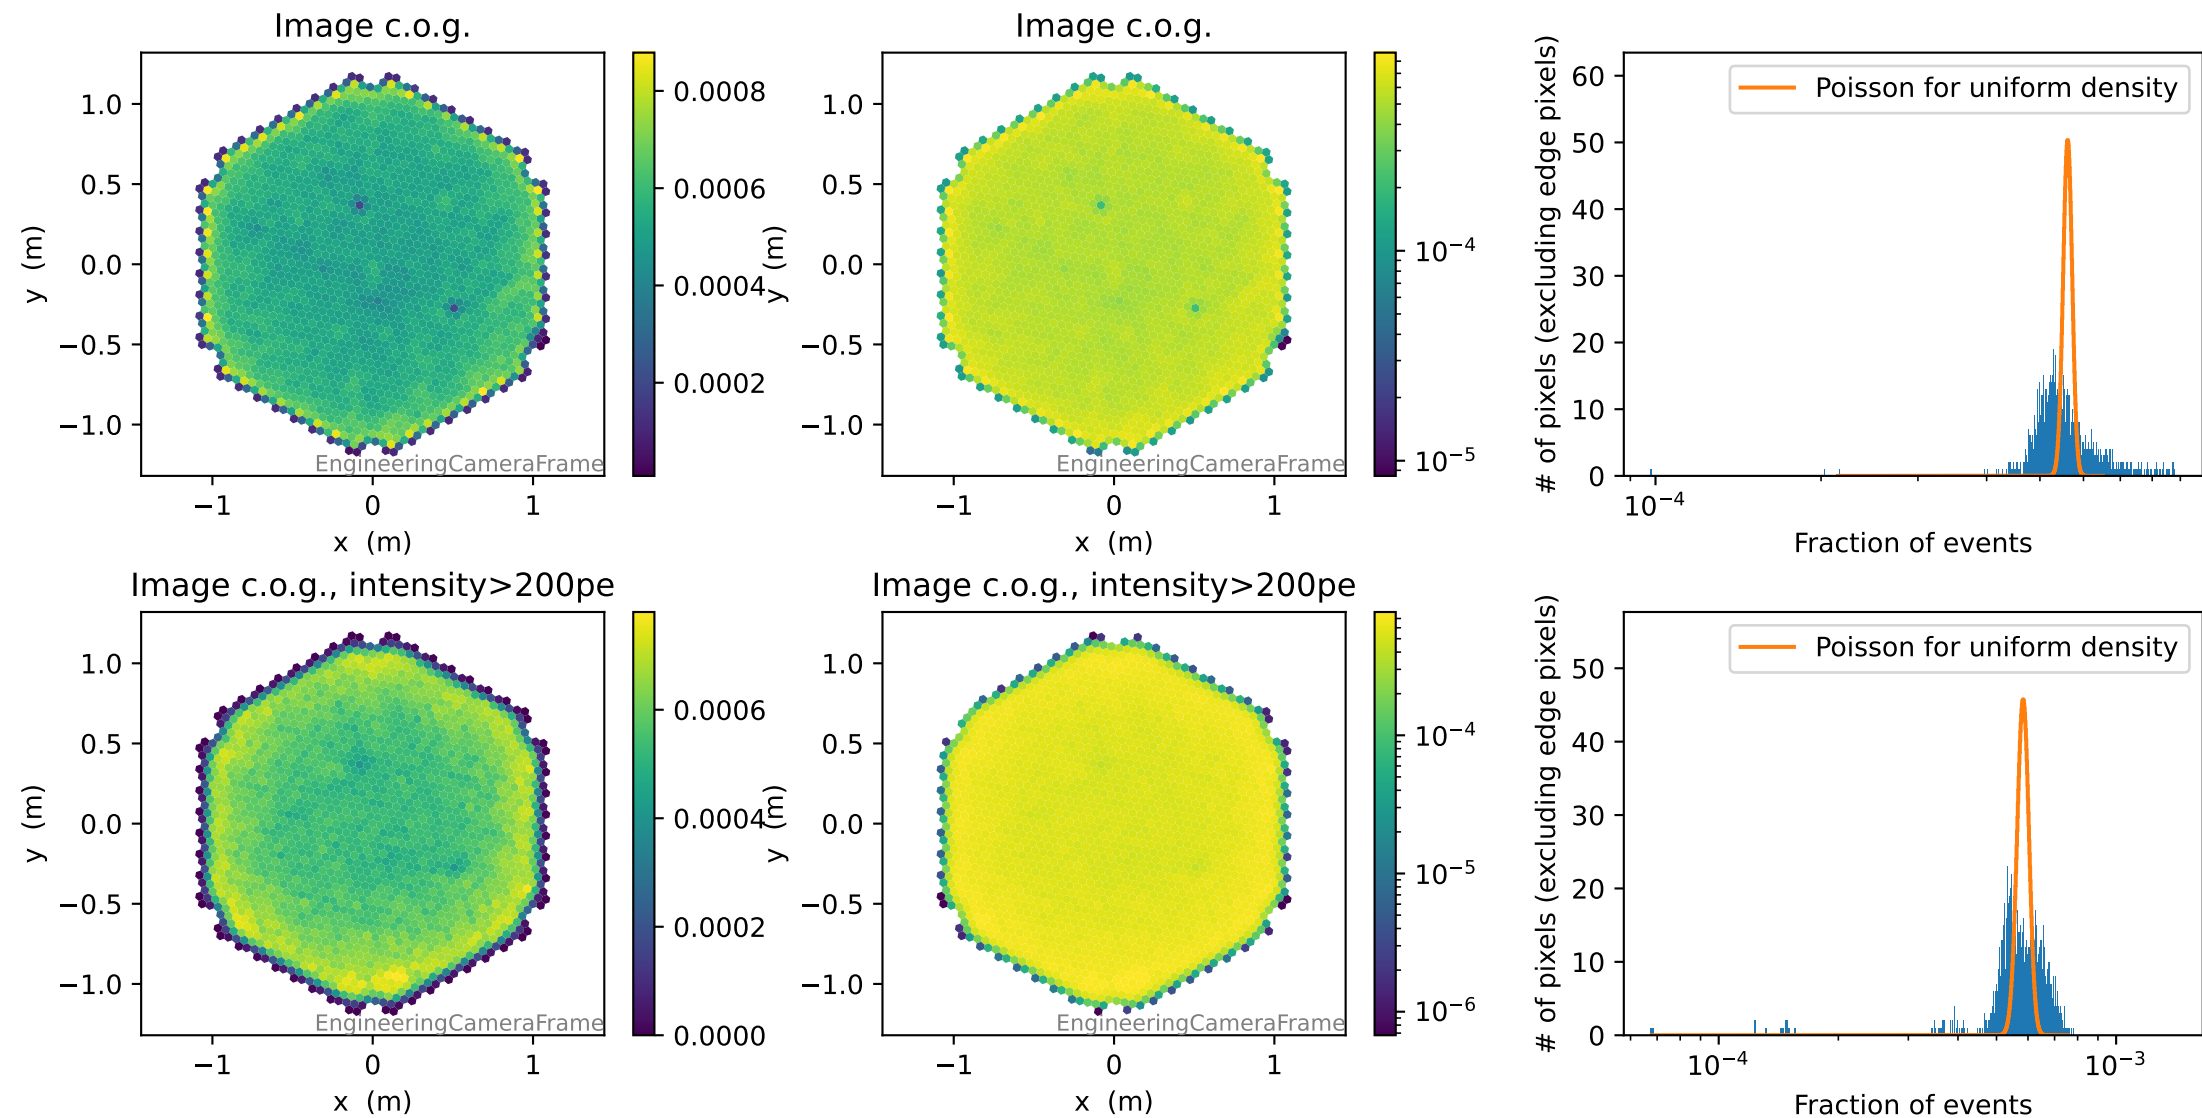 Image c.o.g.
1.0
0.5
0.0
−0.5
−1.0
y (m)
−1
0
1
x (m)
EngineeringCameraFrame
0.0008
0.0006
0.0004
0.0002
Image c.o.g.
1.0
0.5
0.0
−0.5
−1.0
y (m)
−1
0
1
x (m)
EngineeringCameraFrame
10⁻⁴
10⁻⁵
Poisson for uniform density
# of pixels (excluding edge pixels)
60
50
40
30
20
10
0
10⁻⁴
Fraction of events
Image c.o.g., intensity>200pe
1.0
0.5
0.0
−0.5
−1.0
y (m)
−1
0
1
x (m)
EngineeringCameraFrame
0.0006
0.0004
0.0002
0.0000
Image c.o.g., intensity>200pe
1.0
0.5
0.0
−0.5
−1.0
y (m)
−1
0
1
x (m)
EngineeringCameraFrame
10⁻⁴
10⁻⁵
10⁻⁶
Poisson for uniform density
# of pixels (excluding edge pixels)
50
40
30
20
10
0
10⁻⁴
10⁻³
Fraction of events